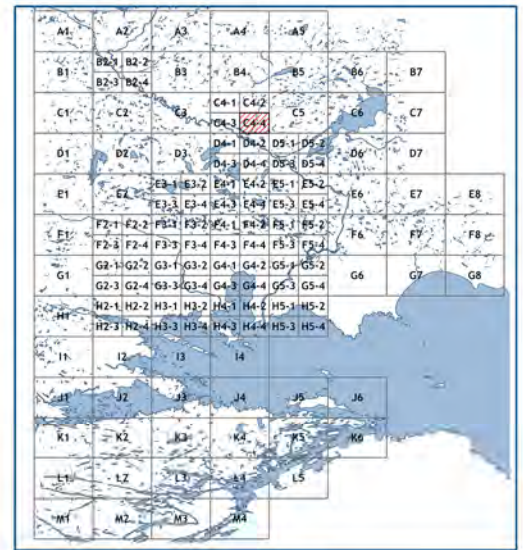 A1 A2 A3 A4 A5
B2-1 B2-2
B1 B3 B4 B5 B6 B7
B2-3 B2-4
C4-1 C4-2
C1 C2 C3 C5 C6 C7
C4-3 C4-4
D4-1 D4-2 D5-1 D5-2
D1 D2 D3 D6 D7
D4-3 D4-4 D5-3 D5-4
E3-1 E3-2 E4-1 E4-2 E5-1 E5-2
E1 E2 E6 E7 E8
E3-3 E3-4 E4-3 E4-4 E5-3 E5-4
F2-1 F2-2 F3-1 F3-2 F4-1 F4-2 F5-1 F5-2
F1 F6 F7 F8
F2-3 F2-4 F3-3 F3-4 F4-3 F4-4 F5-3 F5-4
G2-1 G2-2 G3-1 G3-2 G4-1 G4-2 G5-1 G5-2
G1 G6 G7 G8
G2-3 G2-4 G3-3 G3-4 G4-3 G4-4 G5-3 G5-4
H2-1 H2-2 H3-1 H3-2 H4-1 H4-2 H5-1 H5-2
H1
H2-3 H2-4 H3-3 H3-4 H4-3 H4-4 H5-3 H5-4
I1 I2 I3 I4
J1 J2 J3 J4 J5 J6
K1 K2 K3 K4 K5 K6
L1 L2 L3 L4 L5
M1 M2 M3 M4